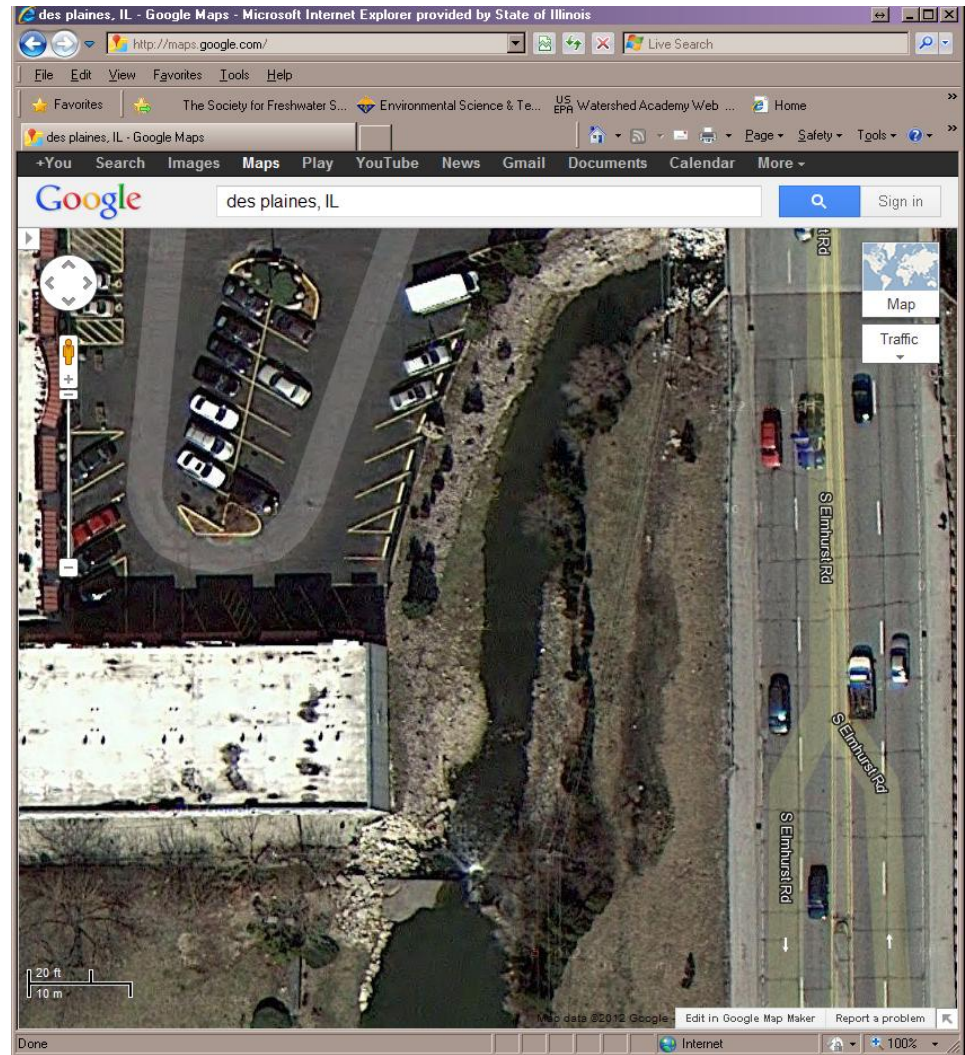 des plaines, IL - Google Maps - Microsoft Internet Explorer provided by State of Illinois
http://maps.google.com/
Live Search
File Edit View Favorites Tools Help
Favorites The Society for Freshwater S... Environmental Science & Te... US EPA Watershed Academy Web ... Home »
des plaines, IL - Google Maps Page Safety Tools »
+You Search Images Maps Play YouTube News Gmail Documents Calendar More
Google des plaines, IL Sign in
Map
Traffic
st Rd
S Elmhurst Rd
S Elmhurst Rd
S Elmhurst Rd
20 ft
10 m
Map data ©2012 Google - Edit in Google Map Maker Report a problem
Done Internet 100%